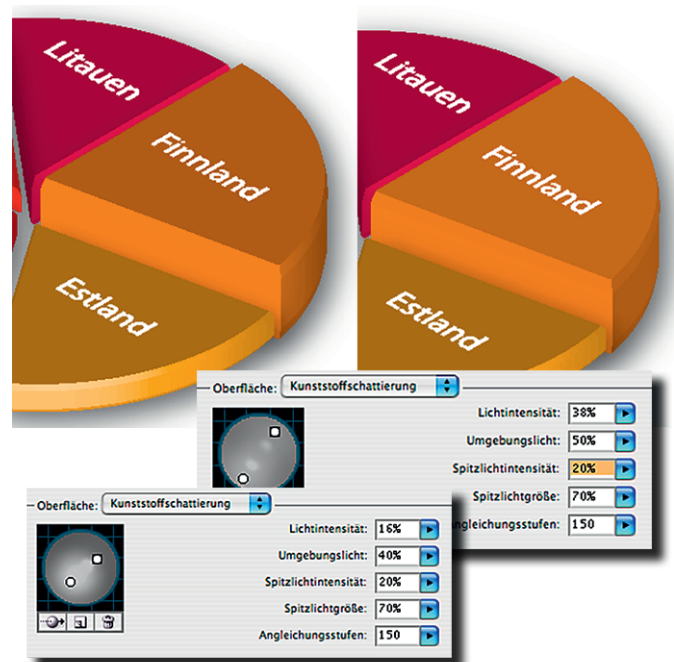 Litauen
Finnland
Estland
Litauen
Finnland
Estland
Oberfläche: Kunststoffschattierung
Lichtintensität: 38%
Umgebungslicht: 50%
Spitzlichtintensität: 20%
Spitzlichtgröße: 70%
ngleichungsstufen: 150
Oberfläche: Kunststoffschattierung
Lichtintensität: 16%
Umgebungslicht: 40%
Spitzlichtintensität: 20%
Spitzlichtgröße: 70%
Angleichungsstufen: 150